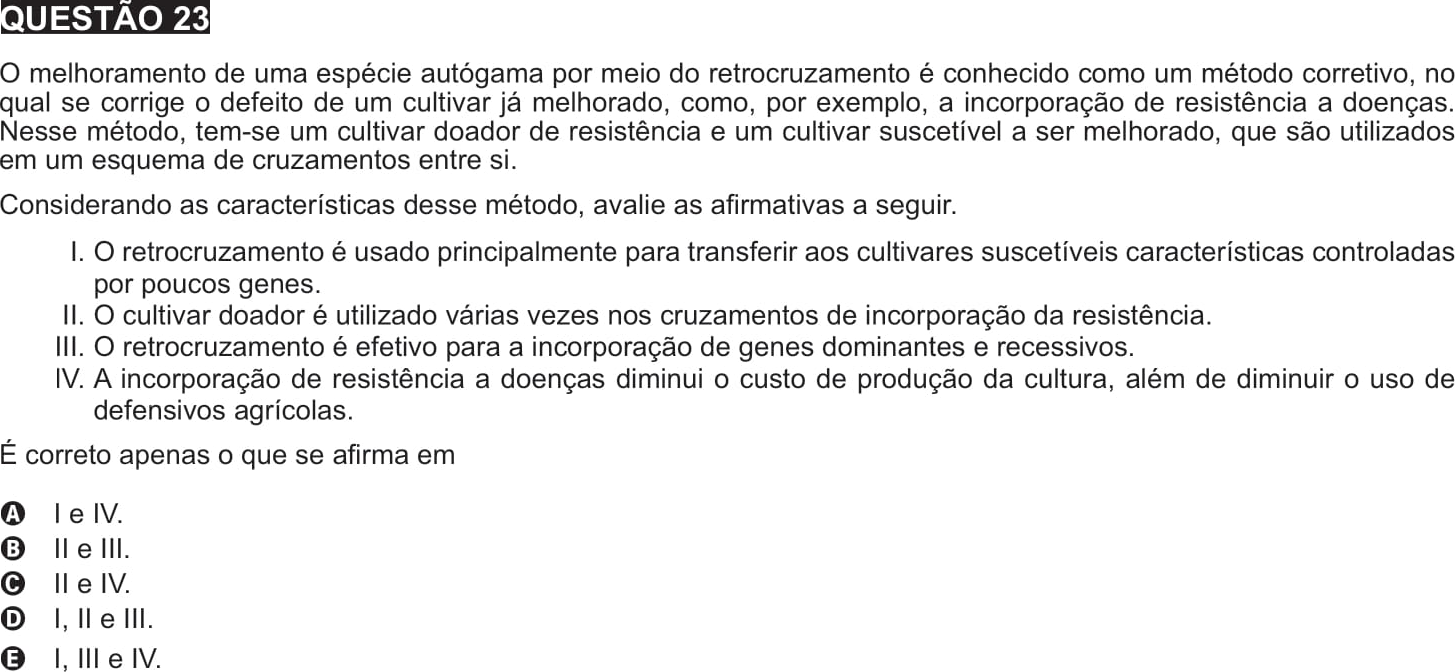 QUESTÃO 23
O melhoramento de uma espécie autógama por meio do retrocruzamento é conhecido como um método corretivo, no
qual se corrige o defeito de um cultivar já melhorado, como, por exemplo, a incorporação de resistência a doenças.
Nesse método, tem-se um cultivar doador de resistência e um cultivar suscetível a ser melhorado, que são utilizados
em um esquema de cruzamentos entre si.
Considerando as características desse método, avalie as afirmativas a seguir.
I. O retrocruzamento é usado principalmente para transferir aos cultivares suscetíveis características controladas
por poucos genes.
II. O cultivar doador é utilizado várias vezes nos cruzamentos de incorporação da resistência.
III. O retrocruzamento é efetivo para a incorporação de genes dominantes e recessivos.
IV. A incorporação de resistência a doenças diminui o custo de produção da cultura, além de diminuir o uso de
defensivos agrícolas.
É correto apenas o que se afirma em
A I e IV.
B II e III.
C II e IV.
D I, II e III.
E I, III e IV.